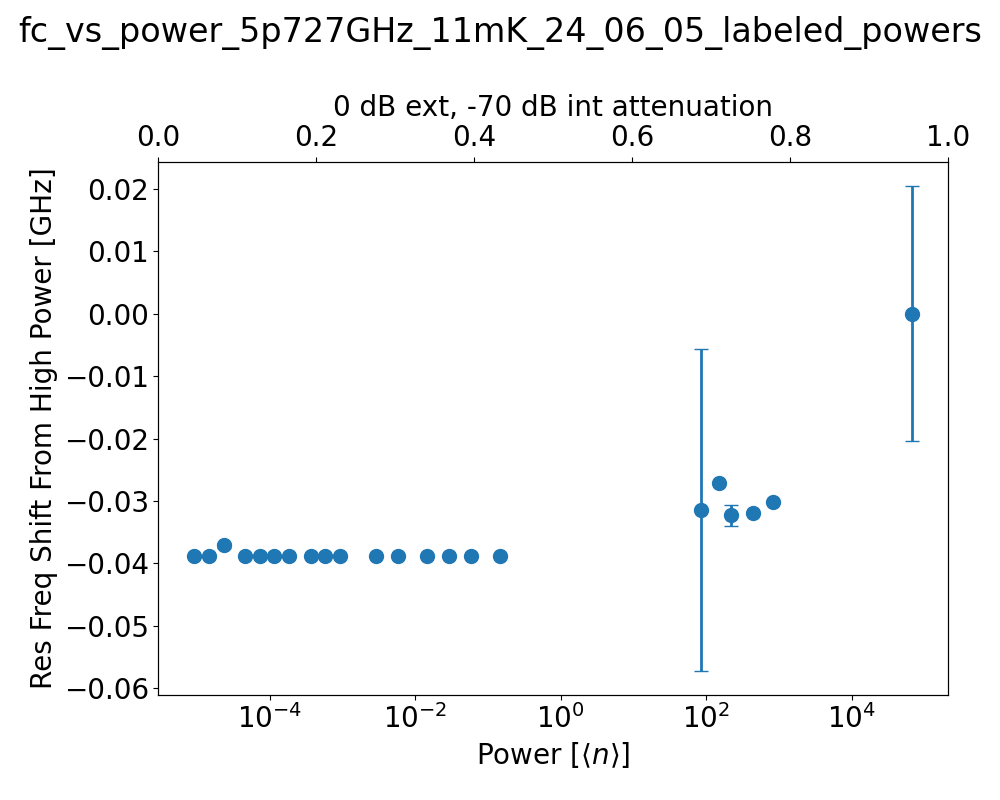 fc_vs_power_5p727GHz_11mK_24_06_05_labeled_powers
0 dB ext, -70 dB int attenuation
0.0 0.2 0.4 0.6 0.8 1.0
Res Freq Shift From High Power [GHz]
0.02
0.01
0.00
−0.01
−0.02
−0.03
−0.04
−0.05
−0.06
10⁻⁴ 10⁻² 10⁰ 10² 10⁴
Power [⟨n⟩]